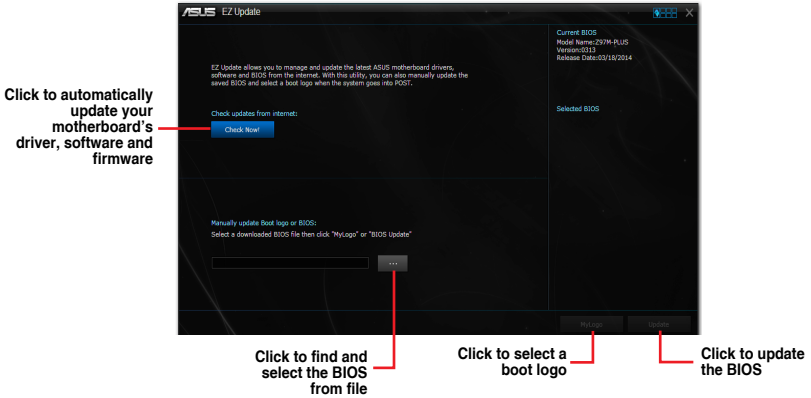 ASUS EZ Update
X
Current BIOS
Model Name:Z97M-PLUS
Version:0313
Release Date:03/18/2014
EZ Update allows you to manage and update the latest ASUS motherboard drivers,
software and BIOS from the internet. With this utility, you can also manually update the
saved BIOS and select a boot logo when the system goes into POST.
Check updates from internet:
Check Now!
Selected BIOS
Click to automatically
update your
motherboard’s
driver, software and
firmware
Manually update Boot logo or BIOS:
Select a downloaded BIOS file then click "MyLogo" or "BIOS Update"
...
MyLogo
Update
Click to find and
select the BIOS
from file
Click to select a
boot logo
Click to update
the BIOS